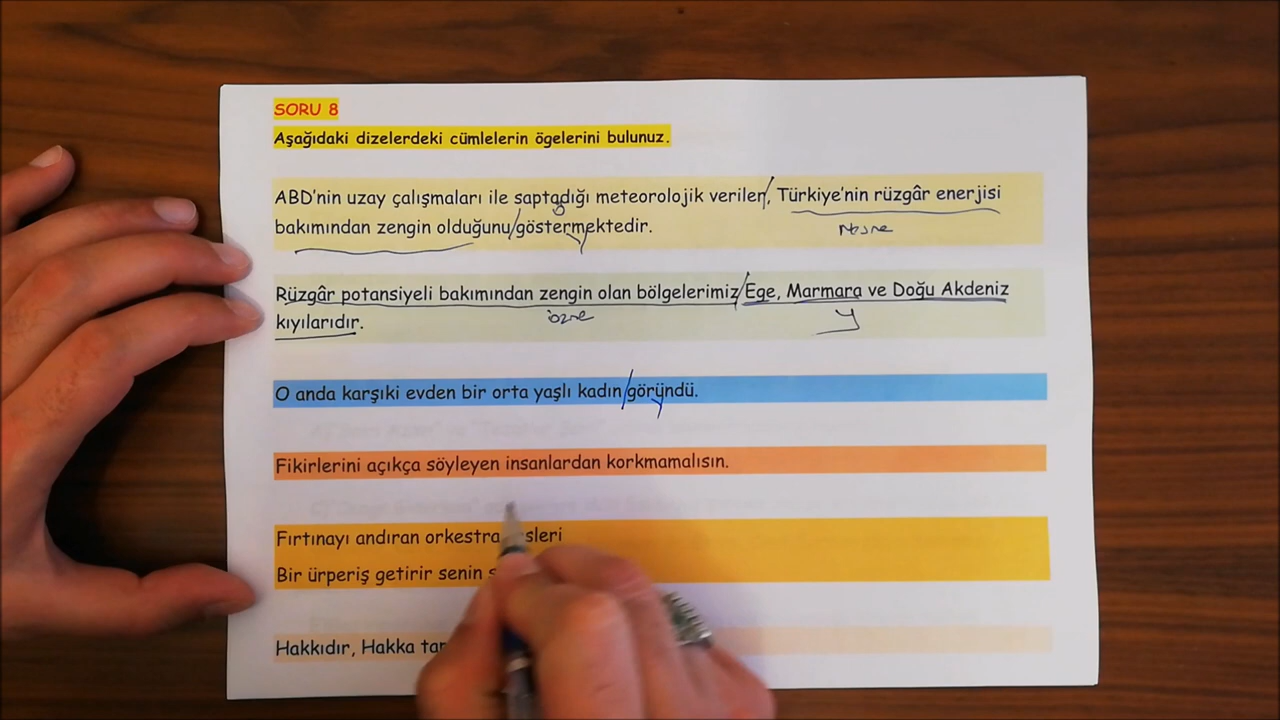 SORU 8
Aşağıdaki dizelerdeki cümlelerin ögelerini bulunuz.
ABD'nin uzay çalışmaları ile saptadığı meteorolojik veriler, Türkiye'nin rüzgâr enerjisi
bakımından zengin olduğunu göstermektedir.
Nesne
Rüzgâr potansiyeli bakımından zengin olan bölgelerimiz Ege, Marmara ve Doğu Akdeniz
özne
y
kıyılarıdır.
O anda karşıki evden bir orta yaşlı kadın göründü.
Fikirlerini açıkça söyleyen insanlardan korkmamalısın.
Fırtınayı andıran orkestra
Bir ürperiş getirir senin
Hakkıdır, Hakka